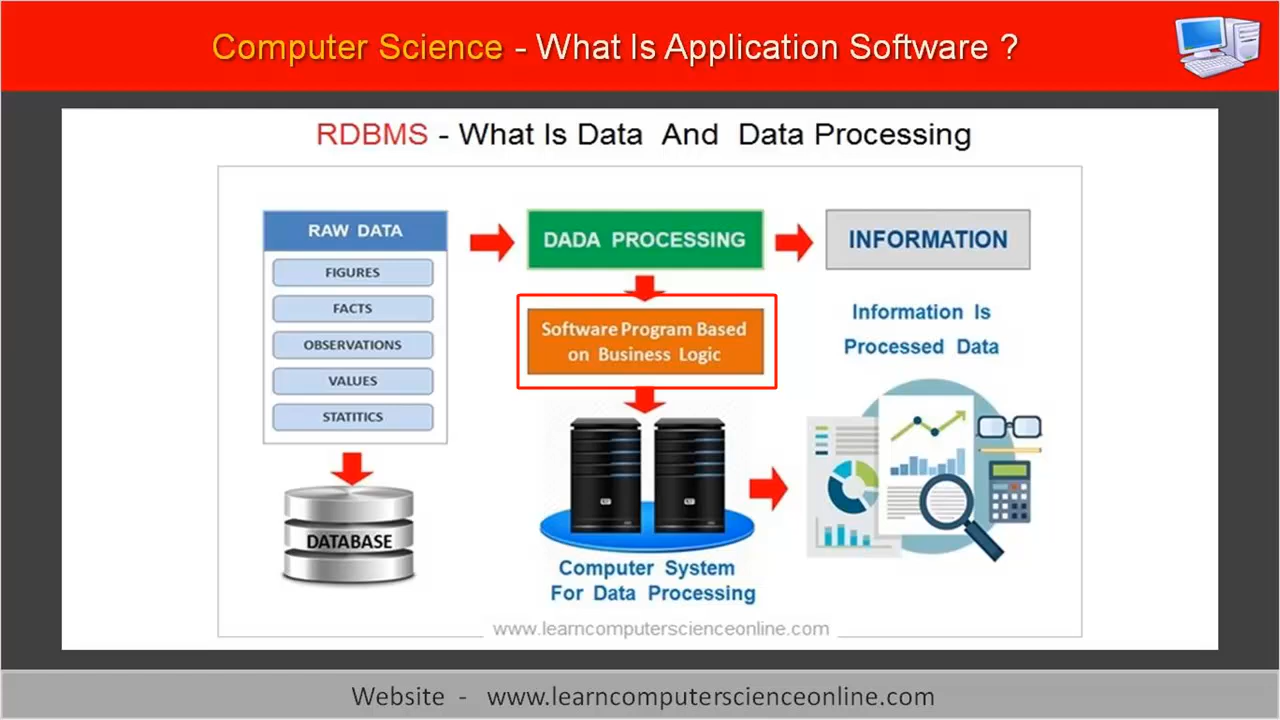 Computer Science - What Is Application Software ?
RDBMS - What Is Data And Data Processing
RAW DATA
FIGURES
FACTS
OBSERVATIONS
VALUES
STATITICS
DATABASE
DADA PROCESSING
Software Program Based
on Business Logic
Computer System
For Data Processing
INFORMATION
Information Is
Processed Data
www.learncomputerscienceonline.com
Website - www.learncomputerscienceonline.com